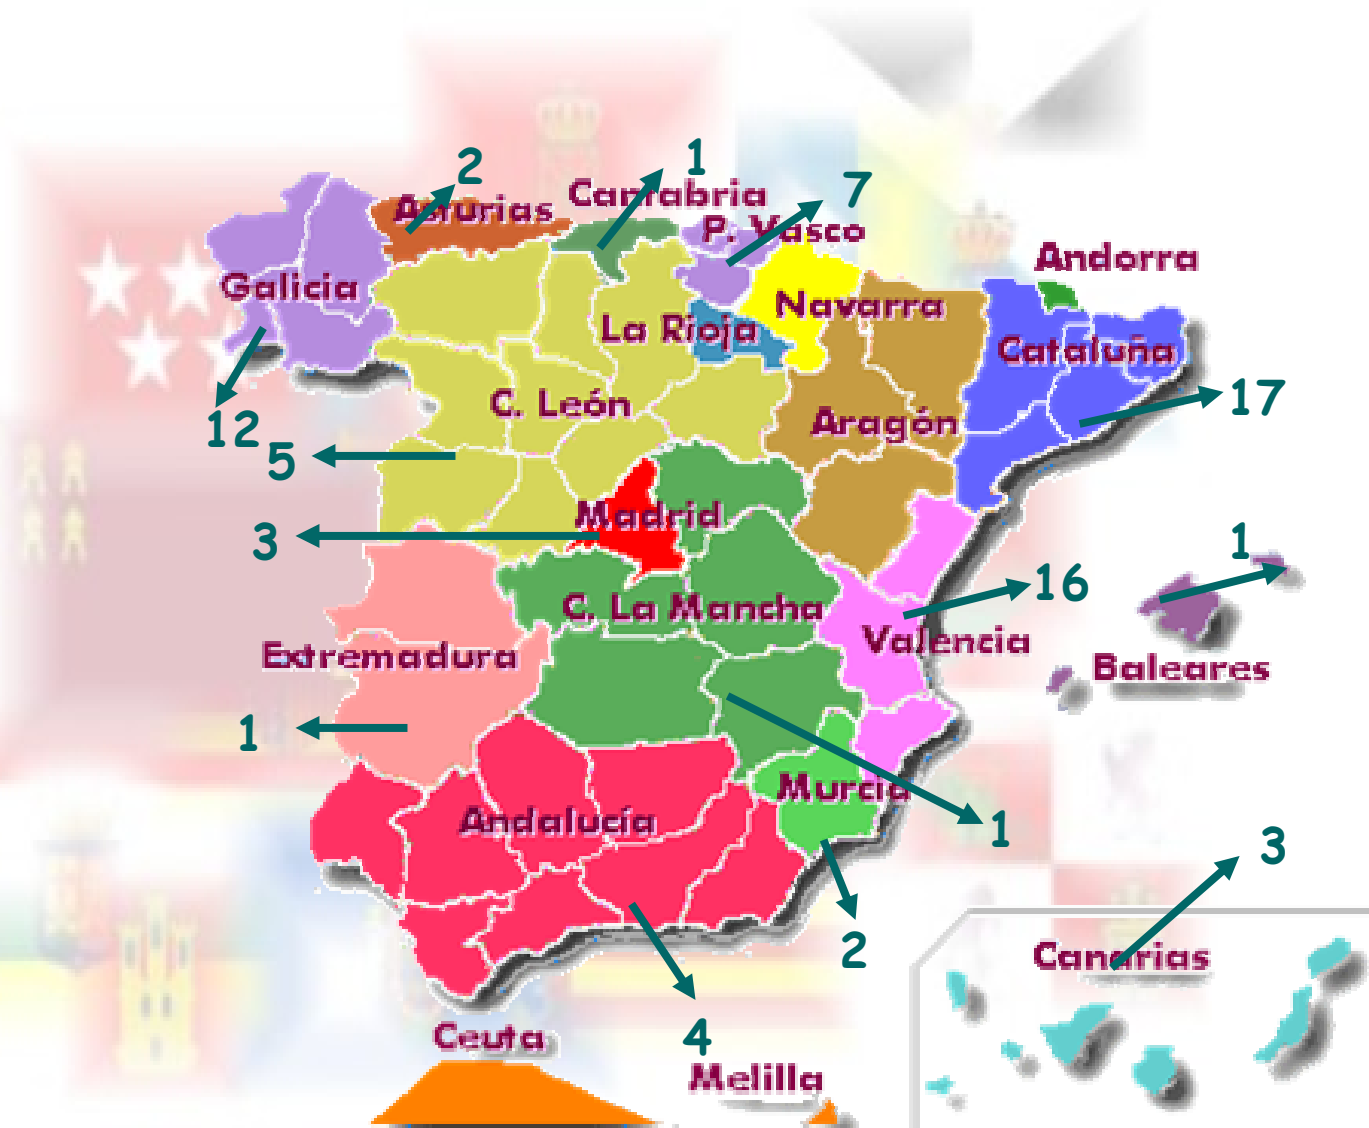 2
1
Asturias
Cantabria
7
P. Vasco
Andorra
Galicia
Navarra
La Rioja
Cataluña
17
C. León
12
Aragón
5
Madrid
3
1
16
C. La Mancha
Valencia
Extremadura
Baleares
1
Murcia
Andalucía
1
3
2
Canarias
4
Ceuta
Melilla